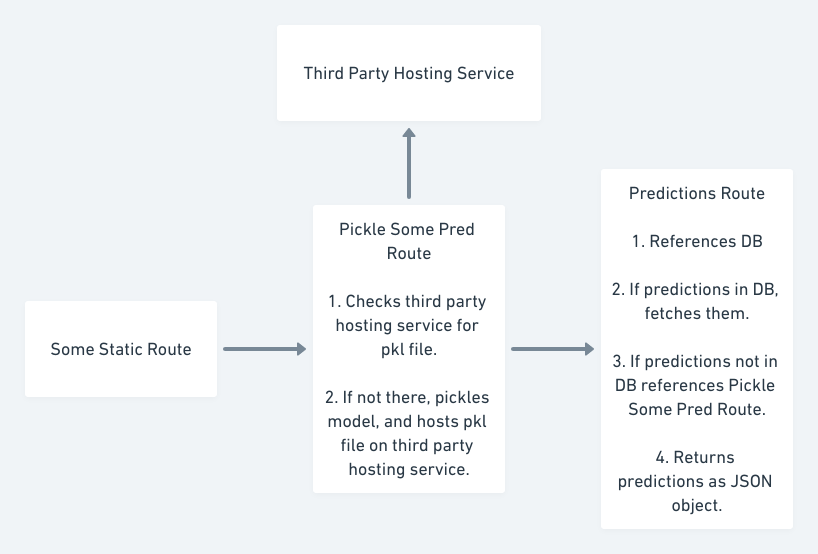 Third Party Hosting Service
Some Static Route
Pickle Some Pred
Route
1. Checks third party
hosting service for
pkl file.
2. If not there, pickles
model, and hosts pkl
file on third party
hosting service.
Predictions Route
1. References DB
2. If predictions in DB,
fetches them.
3. If predictions not in
DB references Pickle
Some Pred Route.
4. Returns
predictions as JSON
object.